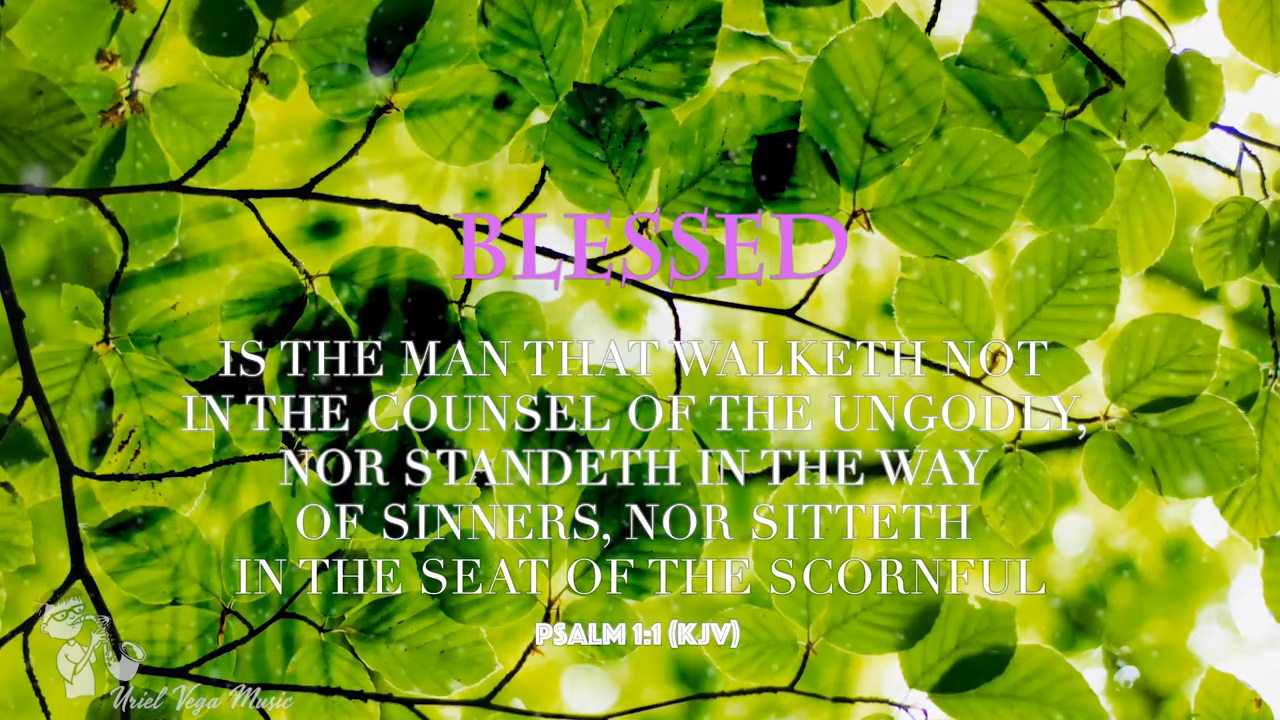 BLESSED
IS THE MAN THAT WALKETH NOT
IN THE COUNSEL OF THE UNGODLY,
NOR STANDETH IN THE WAY
OF SINNERS, NOR SITTETH
IN THE SEAT OF THE SCORNFUL
PSALM 1:1 (KJV)
Uriel Vega Music